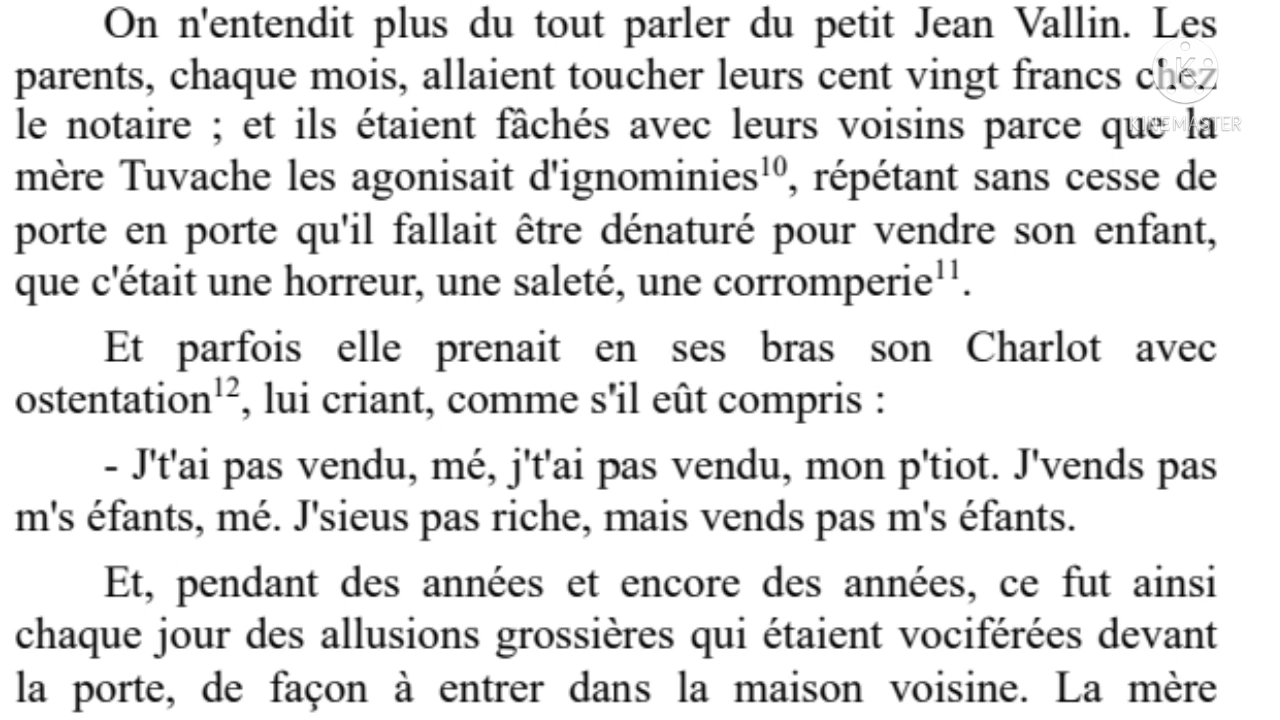 On n'entendit plus du tout parler du petit Jean Vallin. Les
parents, chaque mois, allaient toucher leurs cent vingt francs chez
le notaire ; et ils étaient fâchés avec leurs voisins parce que la
mère Tuvache les agonisait d'ignominies10, répétant sans cesse de
porte en porte qu'il fallait être dénaturé pour vendre son enfant,
que c'était une horreur, une saleté, une corromperie11.
Et parfois elle prenait en ses bras son Charlot avec
ostentation12, lui criant, comme s'il eût compris :
- J't'ai pas vendu, mé, j't'ai pas vendu, mon p'tiot. J'vends pas
m's éfants, mé. J'sieus pas riche, mais vends pas m's éfants.
Et, pendant des années et encore des années, ce fut ainsi
chaque jour des allusions grossières qui étaient vociférées devant
la porte, de façon à entrer dans la maison voisine. La mère
K
KINEMASTER